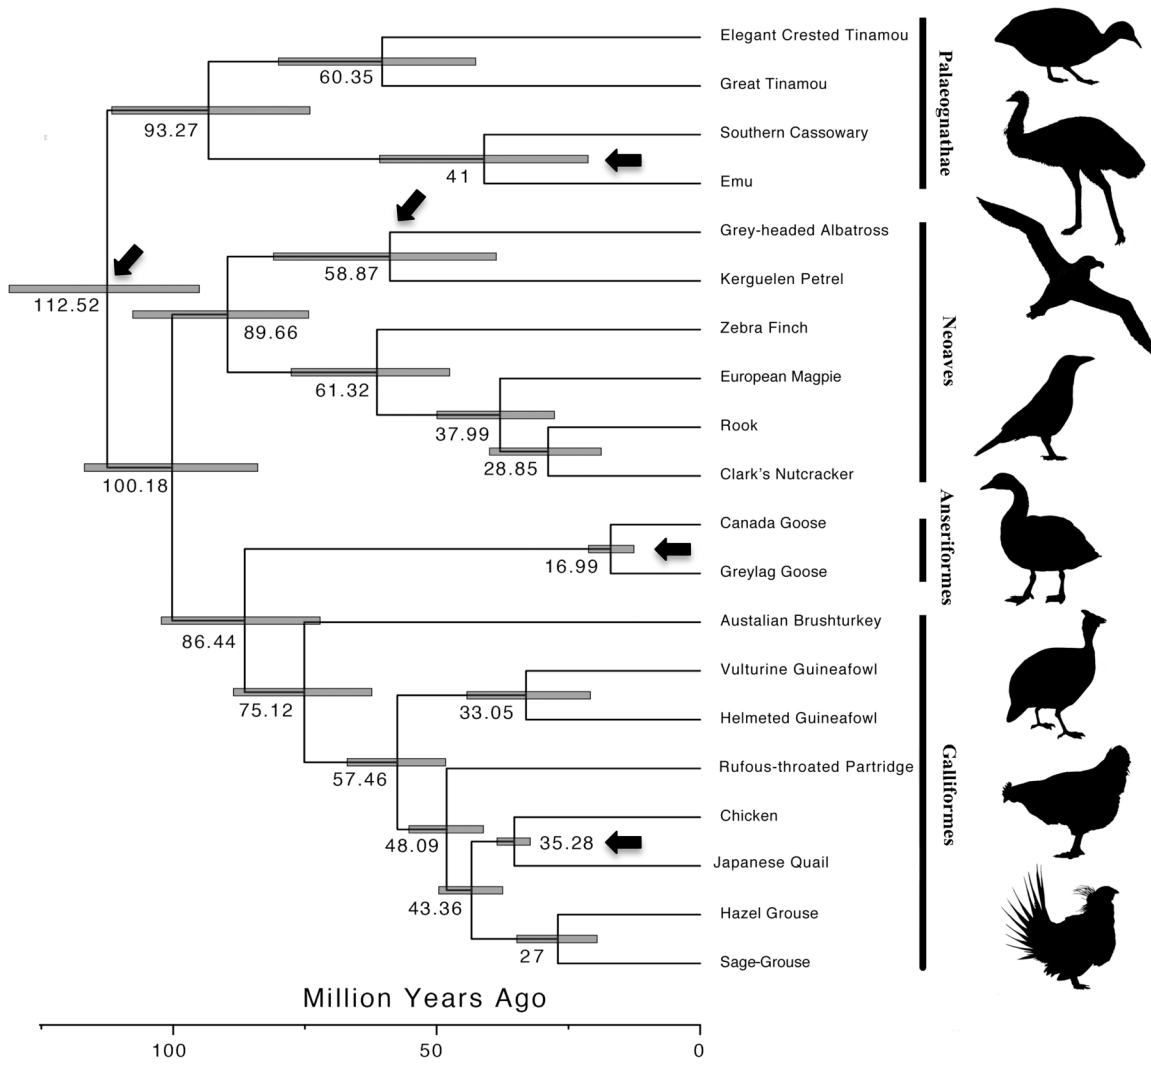 Elegant Crested Tinamou
60.35
Great Tinamou
93.27
Southern Cassowary
41
Emu
Palaeognathae
Grey-headed Albatross
58.87
Kerguelen Petrel
112.52
89.66
Zebra Finch
61.32
European Magpie
37.99
Rook
28.85
Clark's Nutcracker
Neoaves
100.18
Canada Goose
16.99
Greylag Goose
Anseriformes
86.44
Austalian Brushturkey
Vulturine Guineafowl
75.12
33.05
Helmeted Guineafowl
57.46
Rufous-throated Partridge
48.09
Chicken
35.28
Japanese Quail
43.36
Hazel Grouse
27
Sage-Grouse
Galliformes
Million Years Ago
100 50 0